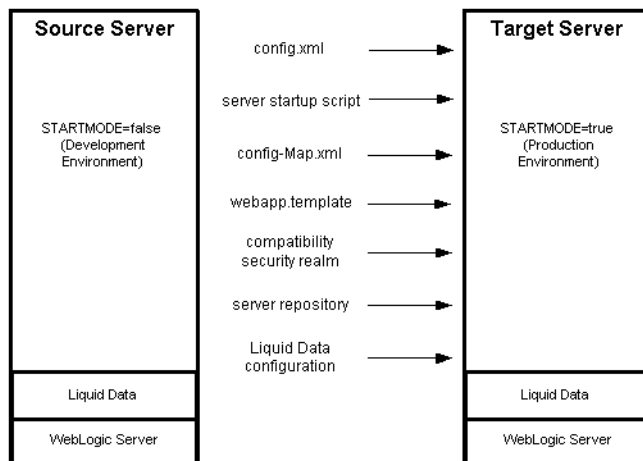 Source Server
STARTMODE=false
(Development
Environment)
Liquid Data
WebLogic Server
config.xml
server startup script
config-Map.xml
webapp.template
compatibility
security realm
server repository
Liquid Data
configuration
Target Server
STARTMODE=true
(Production
Environment)
Liquid Data
WebLogic Server